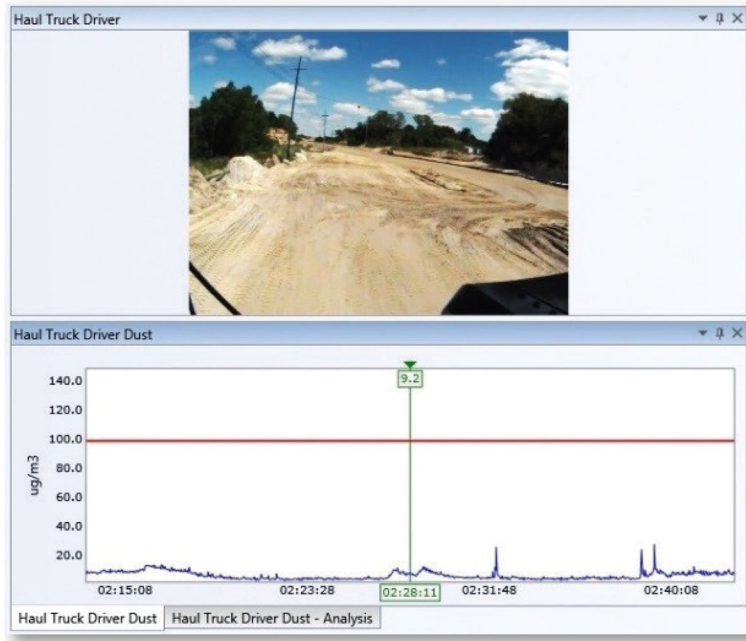 Haul Truck Driver
Haul Truck Driver Dust
9.2
140.0
120.0
100.0
80.0
60.0
40.0
20.0
ug/m3
02:15:08 02:23:28 02:28:11 02:31:48 02:40:08
Haul Truck Driver Dust Haul Truck Driver Dust - Analysis